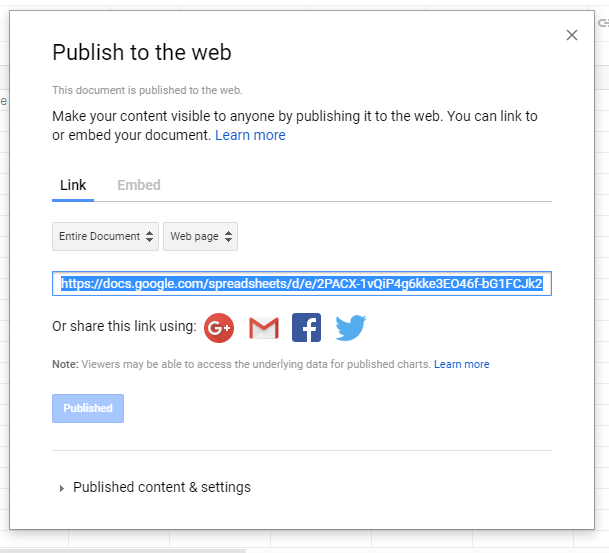 Publish to the web
This document is published to the web.
Make your content visible to anyone by publishing it to the web. You can link to
or embed your document. Learn more
Link Embed
Entire Document Web page
https://docs.google.com/spreadsheets/d/e/2PACX-1vQiP4g6kke3EO46f-bG1FCJk2
Or share this link using: G+ f
Note: Viewers may be able to access the underlying data for published charts. Learn more
Published
Published content & settings